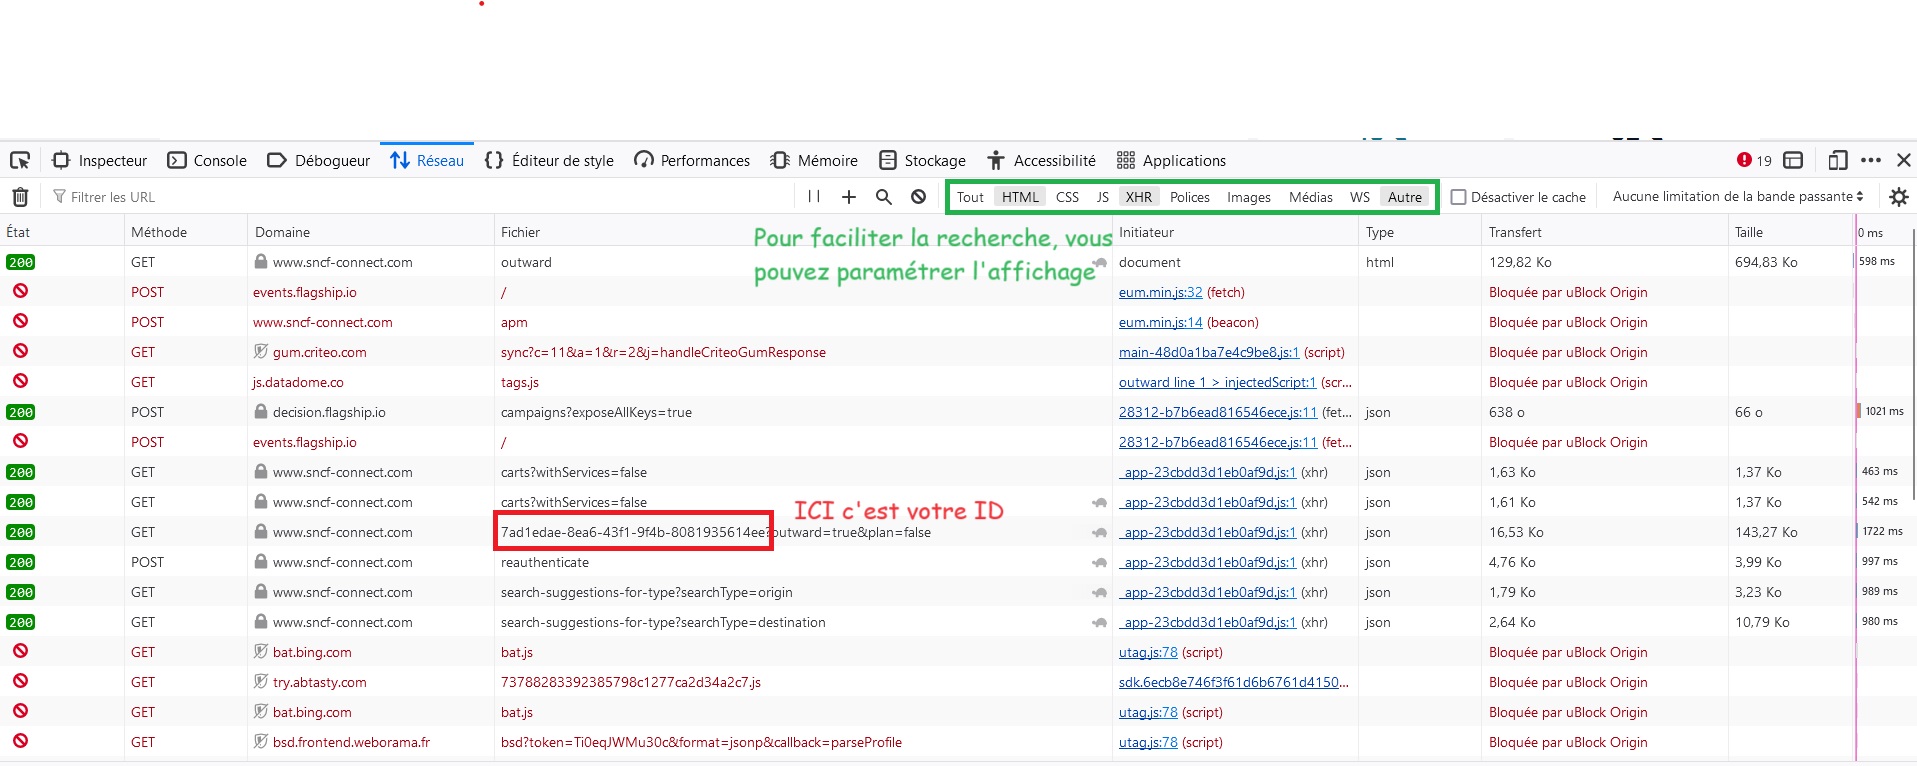 Inspecteur Console Débogueur Réseau Éditeur de style Performances Mémoire Stockage Accessibilité Applications 19
Filtrer les URL Tout HTML CSS JS XHR Polices Images Médias WS Autre Désactiver le cache Aucune limitation de la bande passante
État Méthode Domaine Fichier Initiateur Type Transfert Taille 0 ms
Pour faciliter la recherche, vous
pouvez paramétrer l'affichage
200 GET www.sncf-connect.com outward document html 129,82 Ko 694,83 Ko 598 ms
POST events.flagship.io / eum.min.js:32 (fetch) Bloquée par uBlock Origin
POST www.sncf-connect.com apm eum.min.js:14 (beacon) Bloquée par uBlock Origin
GET gum.criteo.com sync?c=11&a=1&r=2&j=handleCriteoGumResponse main-48d0a1ba7e4c9be8.js:1 (script) Bloquée par uBlock Origin
GET js.datadome.co tags.js outward line 1 > injectedScript:1 (scr... Bloquée par uBlock Origin
200 POST decision.flagship.io campaigns?exposeAllKeys=true 28312-b7b6ead816546ece.js:11 (fet... json 638 o 66 o 1021 ms
POST events.flagship.io / 28312-b7b6ead816546ece.js:11 (fet... Bloquée par uBlock Origin
200 GET www.sncf-connect.com carts?withServices=false _app-23cbdd3d1eb0af9d.js:1 (xhr) json 1,63 Ko 1,37 Ko 463 ms
200 GET www.sncf-connect.com carts?withServices=false _app-23cbdd3d1eb0af9d.js:1 (xhr) json 1,61 Ko 1,37 Ko 542 ms
ICI c'est votre ID
200 GET www.sncf-connect.com 7ad1edae-8ea6-43f1-9f4b-8081935614ee?outward=true&plan=false _app-23cbdd3d1eb0af9d.js:1 (xhr) json 16,53 Ko 143,27 Ko 1722 ms
200 POST www.sncf-connect.com reauthenticate _app-23cbdd3d1eb0af9d.js:1 (xhr) json 4,76 Ko 3,99 Ko 997 ms
200 GET www.sncf-connect.com search-suggestions-for-type?searchType=origin _app-23cbdd3d1eb0af9d.js:1 (xhr) json 1,79 Ko 3,23 Ko 989 ms
200 GET www.sncf-connect.com search-suggestions-for-type?searchType=destination _app-23cbdd3d1eb0af9d.js:1 (xhr) json 2,64 Ko 10,79 Ko 980 ms
GET bat.bing.com bat.js utag.js:78 (script) Bloquée par uBlock Origin
GET try.abtasty.com 73788283392385798c1277ca2d34a2c7.js sdk.6ecb8e746f3f61d6b6761d4150... Bloquée par uBlock Origin
GET bat.bing.com bat.js utag.js:78 (script) Bloquée par uBlock Origin
GET bsd.frontend.weborama.fr bsd?token=Ti0eqJWMu30c&format=jsonp&callback=parseProfile utag.js:78 (script) Bloquée par uBlock Origin